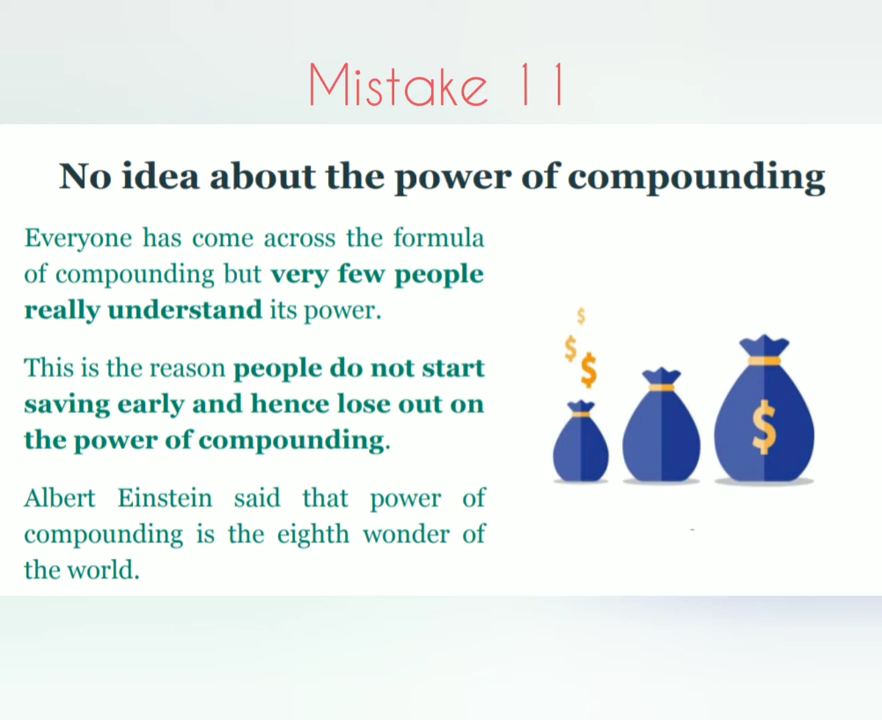 Mistake 11
No idea about the power of compounding
Everyone has come across the formula
of compounding but very few people
really understand its power.
This is the reason people do not start
saving early and hence lose out on
the power of compounding.
Albert Einstein said that power of
compounding is the eighth wonder of
the world.
$
$
$
$